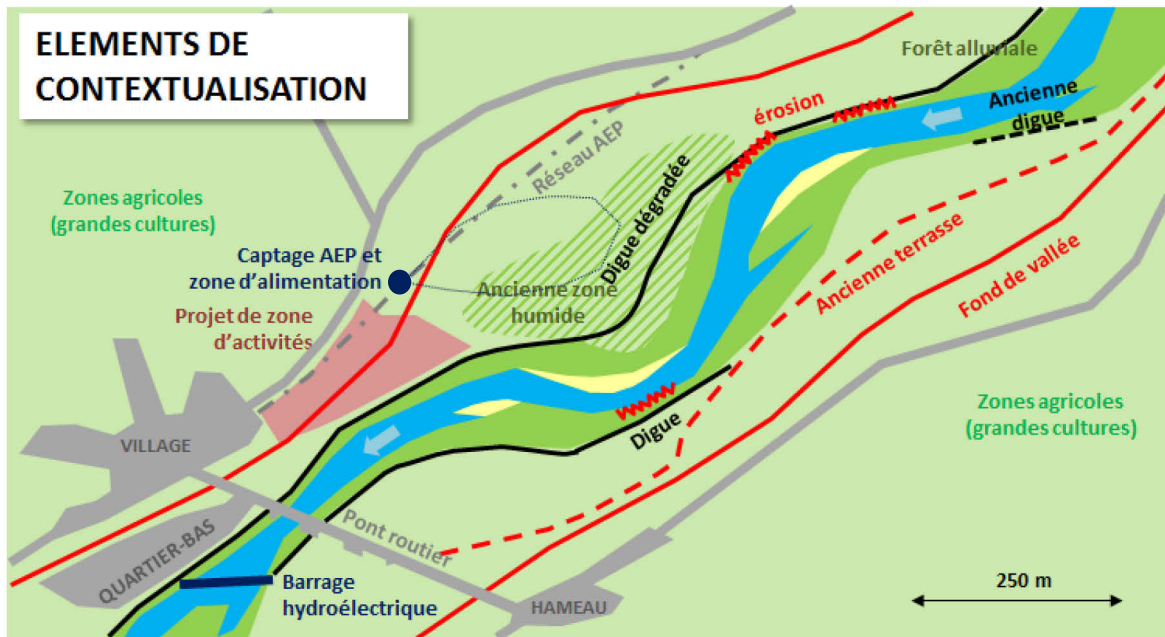 ELEMENTS DE
CONTEXTUALISATION
Forêt alluviale
érosion
Ancienne
digue
Réseau AEP
Zones agricoles
(grandes cultures)
Digue dégradée
Captage AEP et
zone d'alimentation
Ancienne zone
humide
Ancienne terrasse
Fond de vallée
Projet de zone
d'activités
Zones agricoles
(grandes cultures)
Digue
VILLAGE
Pont routier
QUARTIER-BAS
Barrage
hydroélectrique
HAMEAU
250 m